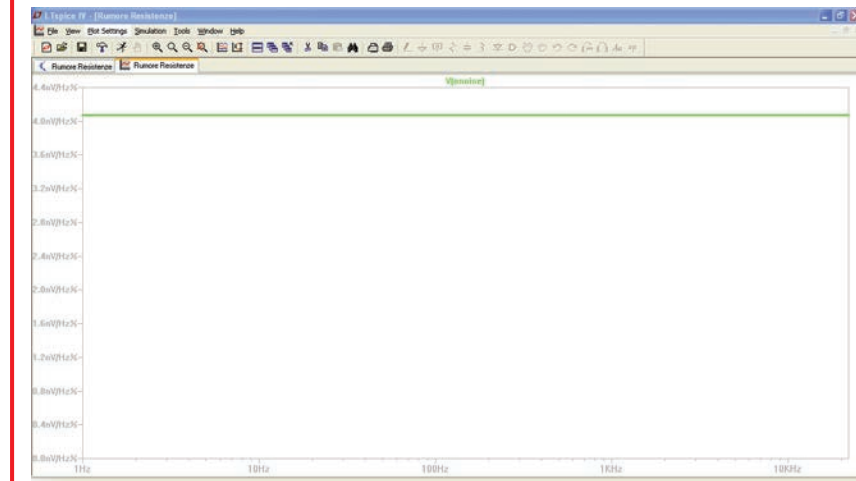 LTspice IV - [Rumore Resistenze]
File View Plot Settings Simulation Tools Window Help
Rumore Resistenze Rumore Resistenze
V(onoise)
4.4nV/Hz½
4.0nV/Hz½
3.6nV/Hz½
3.2nV/Hz½
2.8nV/Hz½
2.4nV/Hz½
2.0nV/Hz½
1.6nV/Hz½
1.2nV/Hz½
0.8nV/Hz½
0.4nV/Hz½
0.0nV/Hz½
1Hz 10Hz 100Hz 1KHz 10KHz